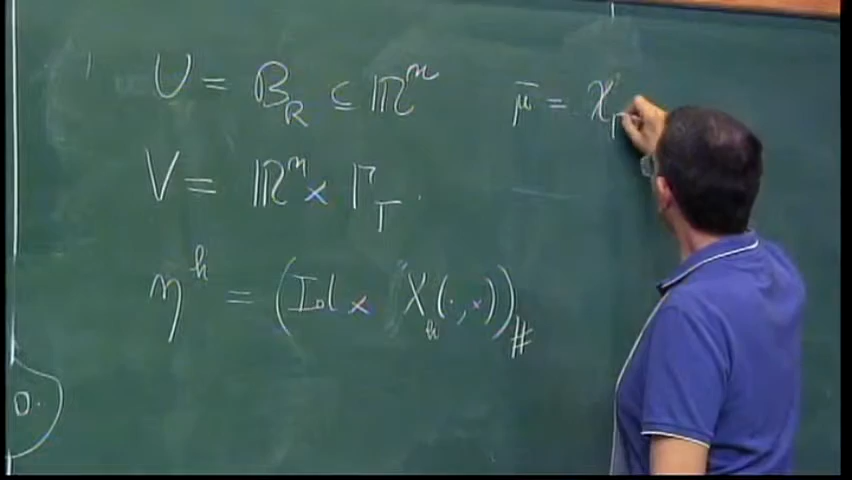 U = B_R ⊆ ℝ^n
μ̄ = χ_Γ
V = ℝ^n × Γ_T .
η^h = (Id × X_h(·,×))_#
D.